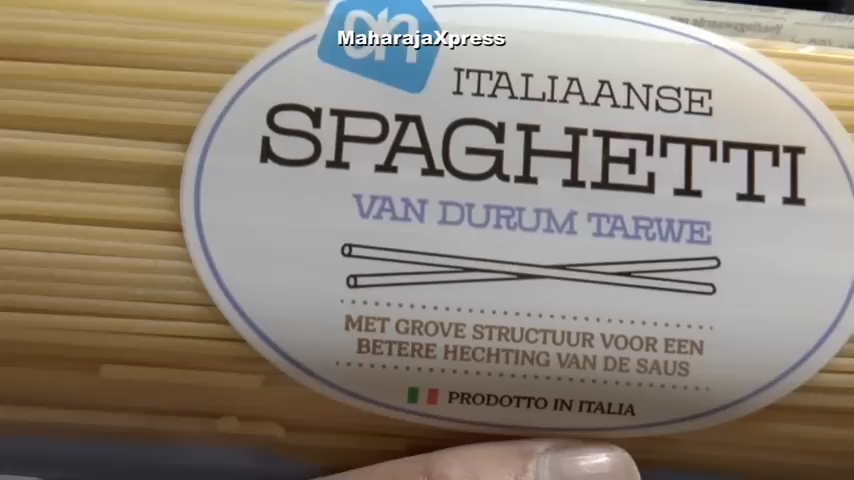 MaharajaXpress
ah
ITALIAANSE
SPAGHETTI
VAN DURUM TARWE
MET GROVE STRUCTUUR VOOR EEN
BETERE HECHTING VAN DE SAUS
PRODOTTO IN ITALIA